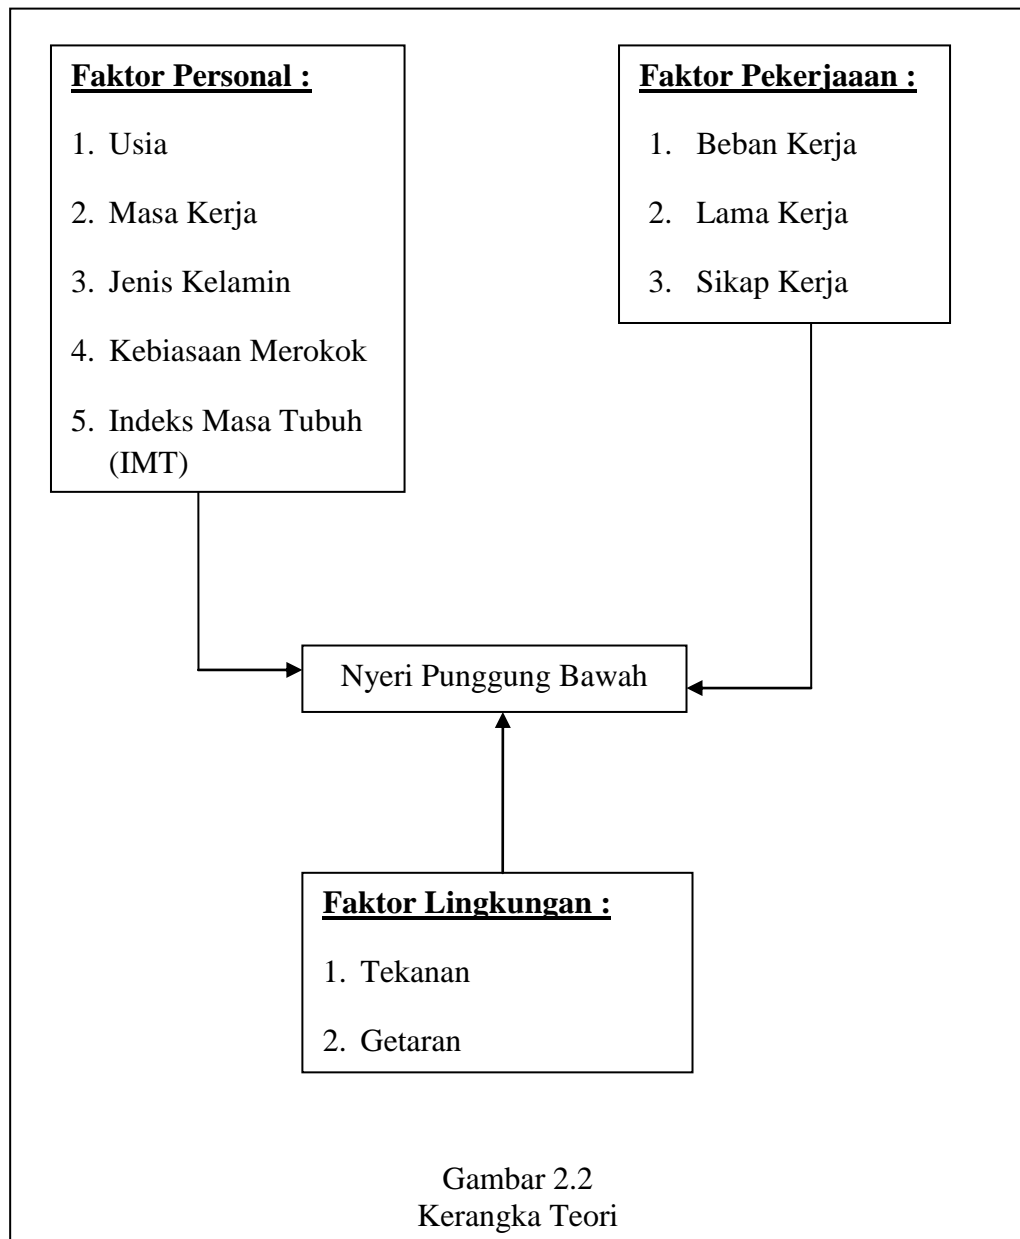 Faktor Personal :
1. Usia
2. Masa Kerja
3. Jenis Kelamin
4. Kebiasaan Merokok
5. Indeks Masa Tubuh
(IMT)
Faktor Pekerjaaan :
1. Beban Kerja
2. Lama Kerja
3. Sikap Kerja
Nyeri Punggung Bawah
Faktor Lingkungan :
1. Tekanan
2. Getaran
Gambar 2.2
Kerangka Teori